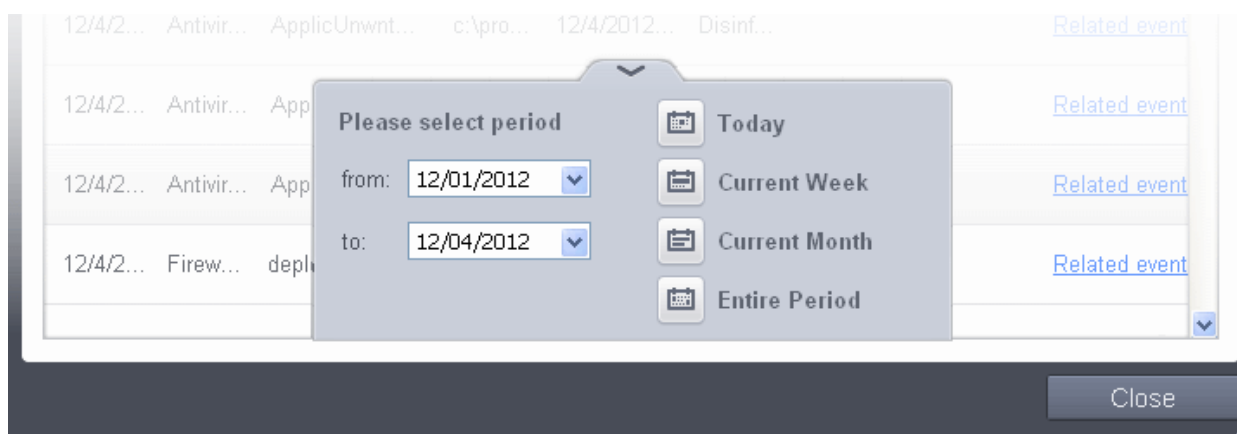 12/4/2... Antivir... ApplicUnwnt... c:\pro... 12/4/2012... Disinf... Related event
12/4/2... Antivir... App Related event
12/4/2... Antivir... App Related event
12/4/2... Firew... depl Related event
Please select period
from: 12/01/2012
to: 12/04/2012
Today
Current Week
Current Month
Entire Period
Close